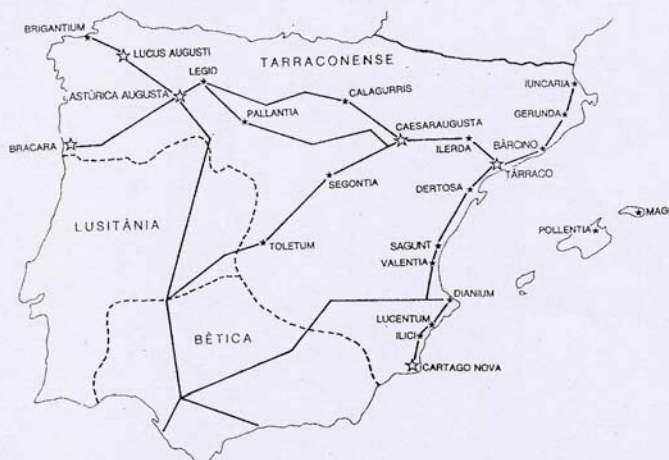 BRIGANTIUM
LUCUS AUGUSTI
LEGIO
TARRACONENSE
IUNCARIA
ASTÚRICA AUGUSTA
CALAGURRIS
PALLANTIA
GERUNDA
BRACARA
CAESARAUGUSTA
ILERDA
BÀRCINO
TÀRRACO
SEGONTIA
DERTOSA
LUSITÀNIA
POLLENTIA
TOLETUM
SAGUNT
VALENTIA
DIANIUM
LUCENTUM
BÈTICA
ILICI
CARTAGO NOVA